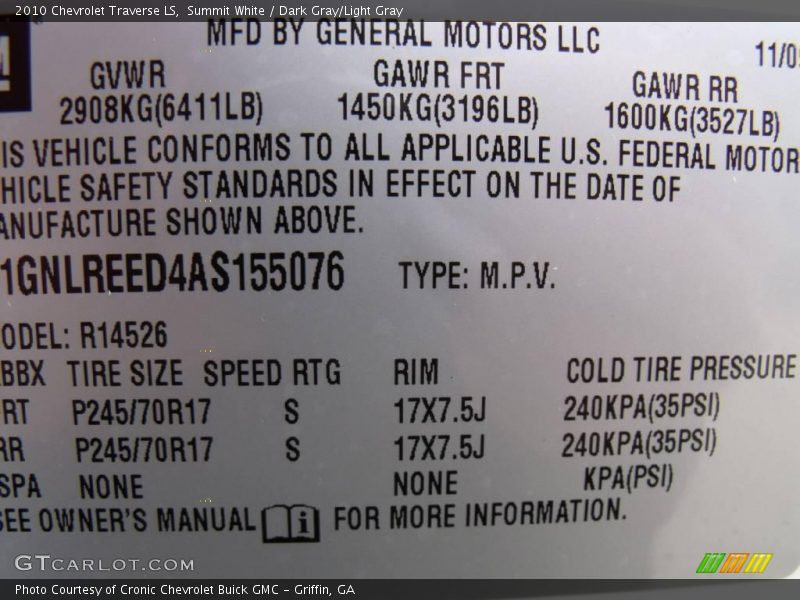 2010 Chevrolet Traverse LS,  Summit White / Dark Gray/Light Gray
MFD BY GENERAL MOTORS LLC
11/0
GVWR GAWR FRT GAWR RR
2908KG(6411LB) 1450KG(3196LB) 1600KG(3527LB)
IS VEHICLE CONFORMS TO ALL APPLICABLE U.S. FEDERAL MOTOR
HICLE SAFETY STANDARDS IN EFFECT ON THE DATE OF
ANUFACTURE SHOWN ABOVE.
1GNLREED4AS155076 TYPE: M.P.V.
ODEL: R14526
BBX TIRE SIZE SPEED RTG RIM COLD TIRE PRESSURE
RT P245/70R17 S 17X7.5J 240KPA(35PSI)
RR P245/70R17 S 17X7.5J 240KPA(35PSI)
SPA NONE NONE KPA(PSI)
SEE OWNER'S MANUAL i FOR MORE INFORMATION.
GTCARLOT.COM
Photo Courtesy of Cronic Chevrolet Buick GMC – Griffin, GA